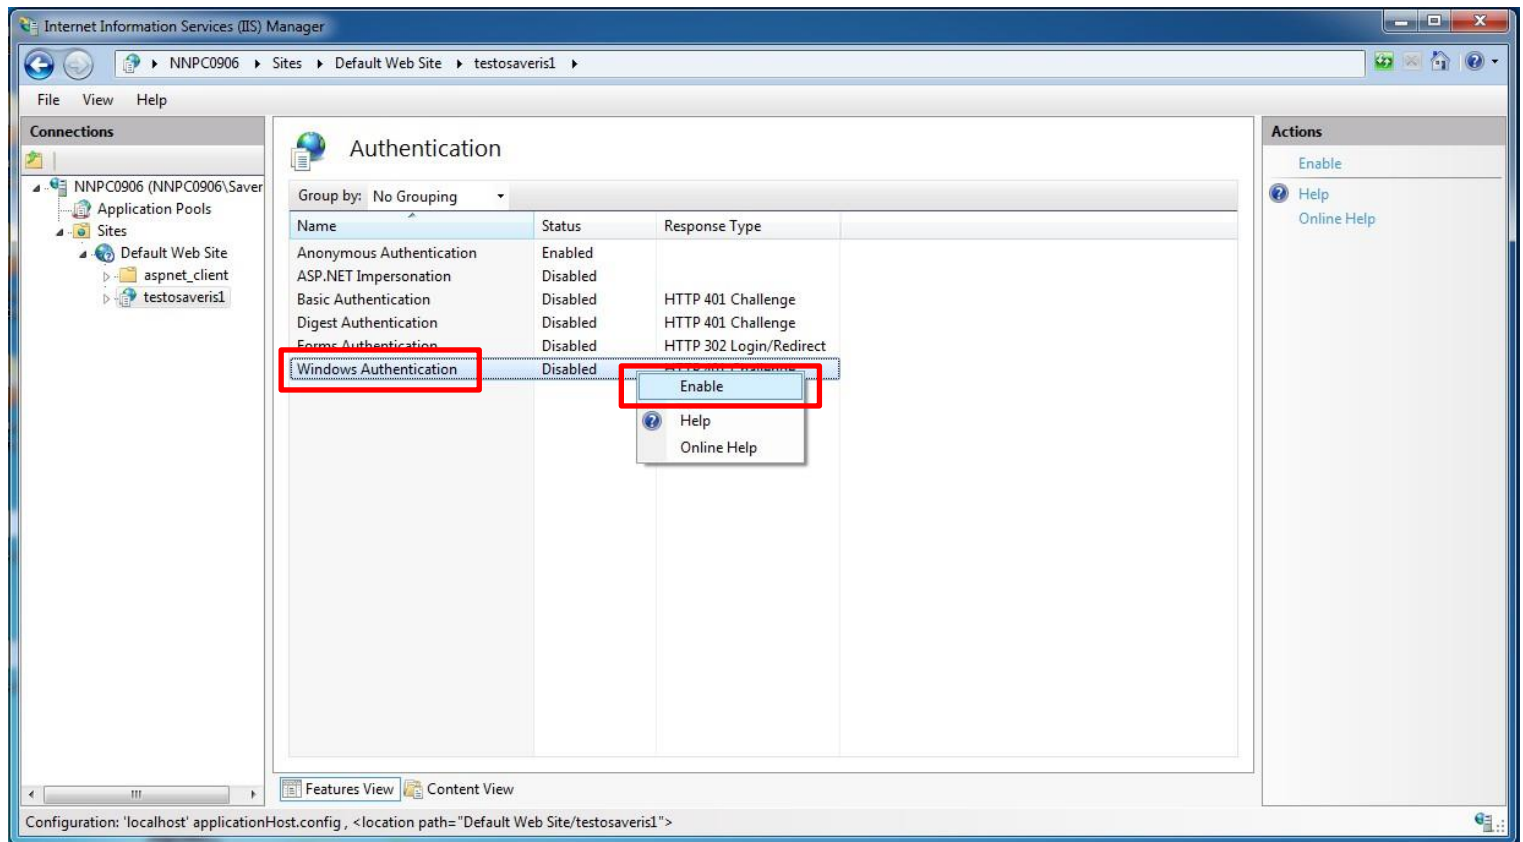 Internet Information Services (IIS) Manager
NNPC0906 Sites Default Web Site testosaveris1
File View Help
Connections
NNPC0906 (NNPC0906\Saver
Application Pools
Sites
Default Web Site
aspnet_client
testosaveris1
Authentication
Group by: No Grouping
Name Status Response Type
Anonymous Authentication Enabled
ASP.NET Impersonation Disabled
Basic Authentication Disabled HTTP 401 Challenge
Digest Authentication Disabled HTTP 401 Challenge
Forms Authentication Disabled HTTP 302 Login/Redirect
Windows Authentication Disabled HTTP 401 Challenge
Enable
Help
Online Help
Features View Content View
Actions
Enable
Help
Online Help
Configuration: 'localhost' applicationHost.config , <location path="Default Web Site/testosaveris1">